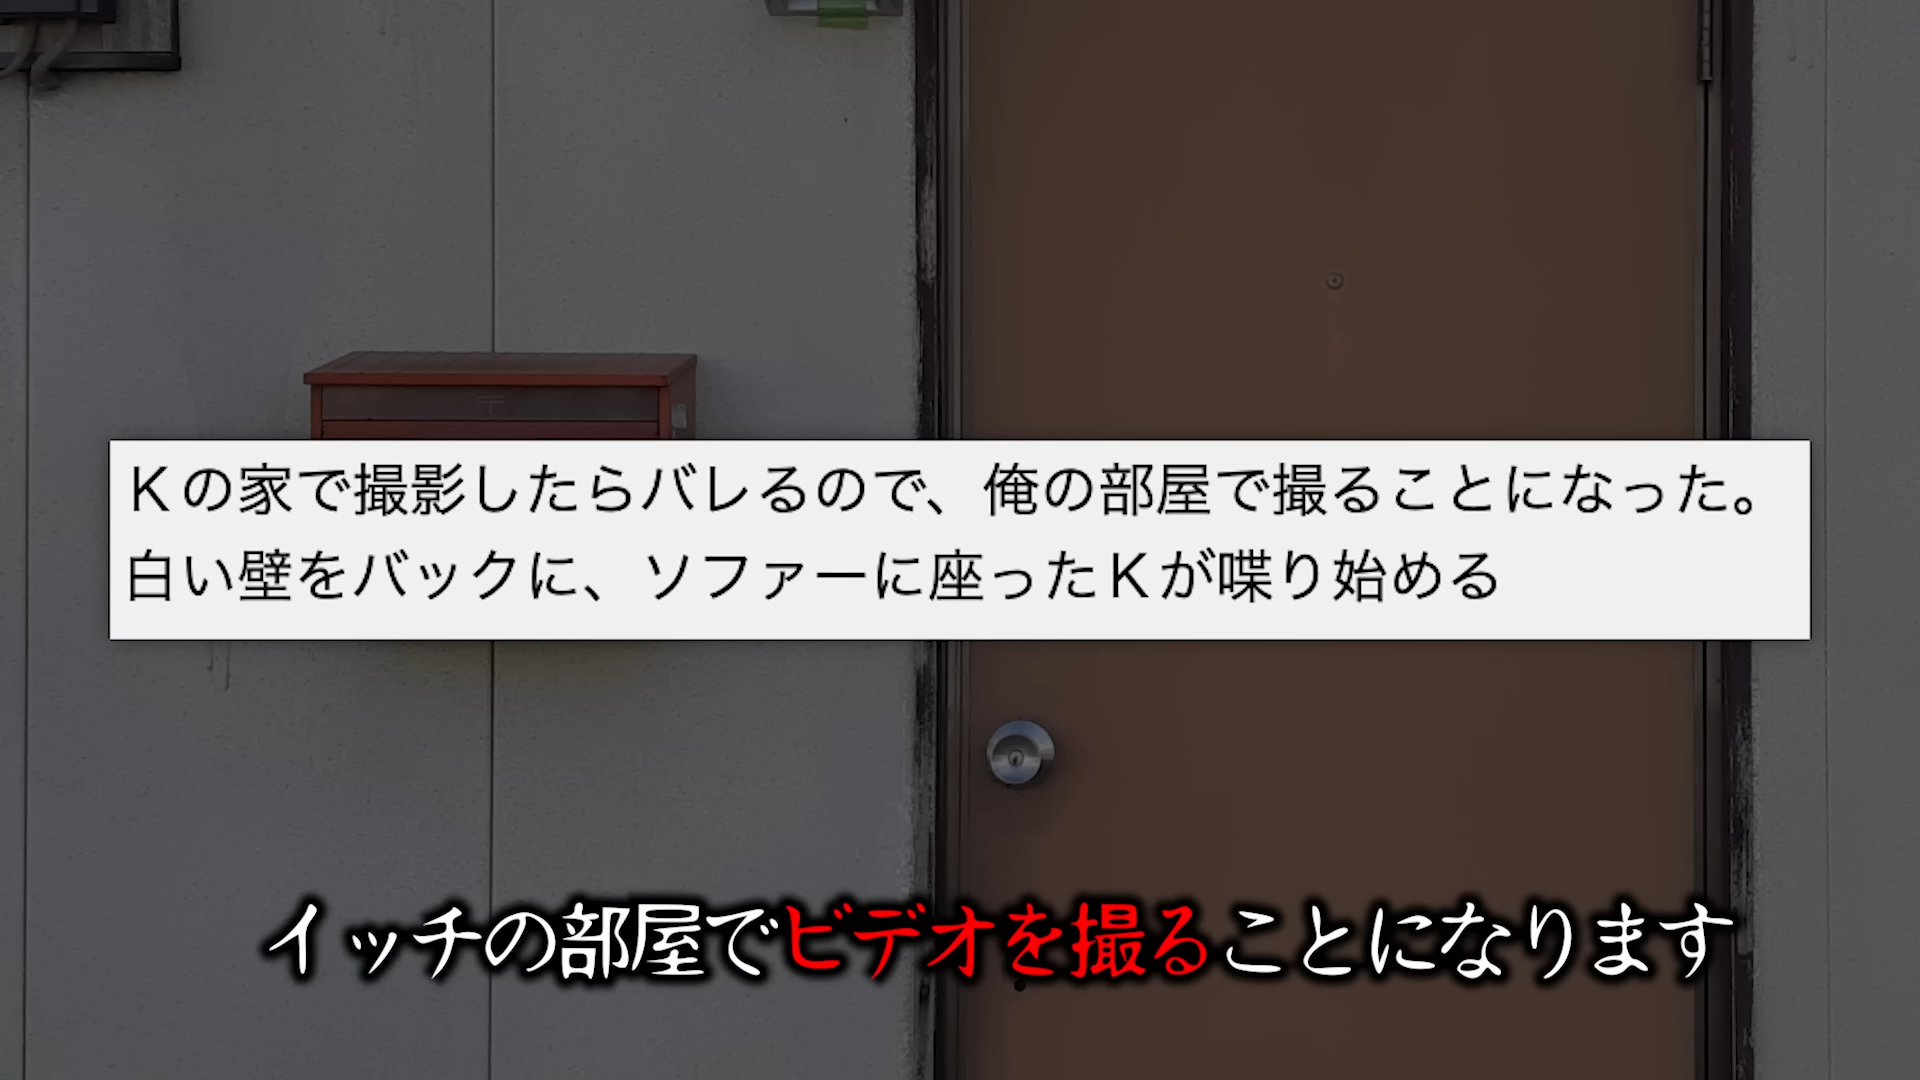 Kの家で撮影したらバレるので、俺の部屋で撮ることになった。
白い壁をバックに、ソファーに座ったKが喋り始める
イッチの部屋でビデオを撮ることになります